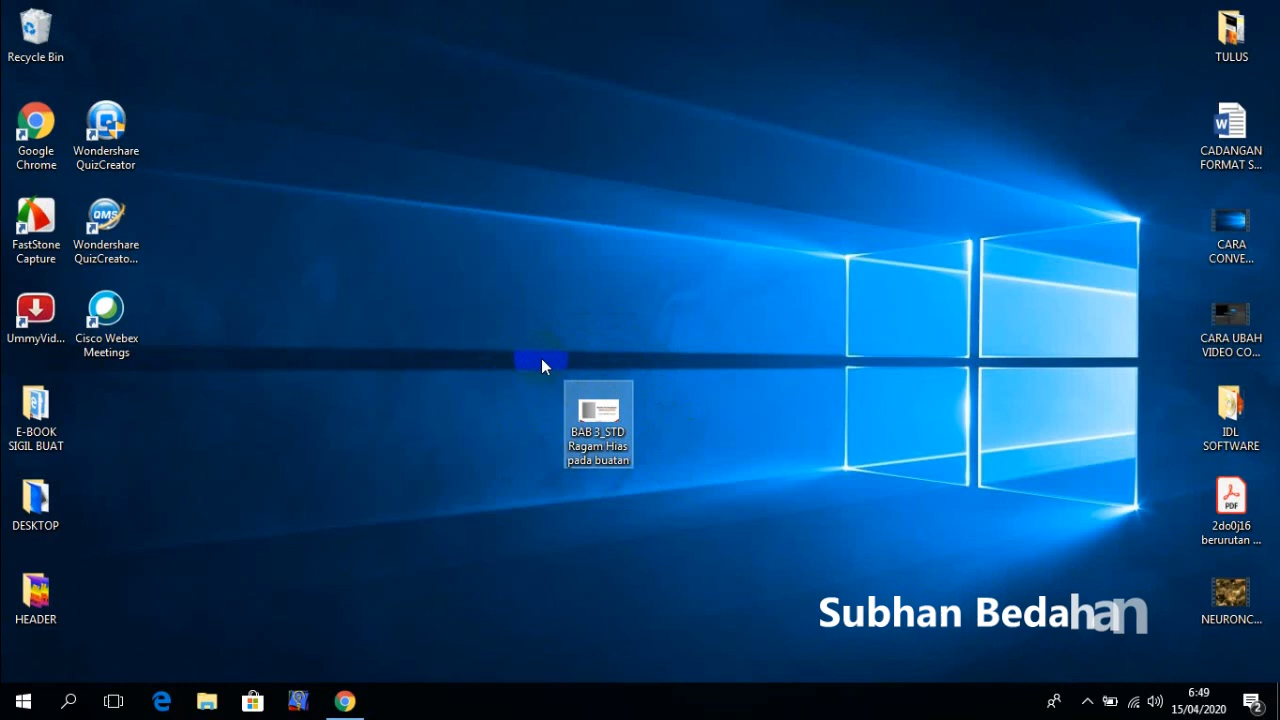 Recycle Bin
Google
Chrome
Wondershare
QuizCreator
FastStone
Capture
Wondershare
QuizCreato...
UmmyVid...
Cisco Webex
Meetings
E-BOOK
SIGIL BUAT
DESKTOP
HEADER
BAB 3_STD
Ragam Hias
pada buatan
TULUS
CADANGAN
FORMAT S...
CARA
CONVE...
CARA UBAH
VIDEO CO...
IDL
SOFTWARE
PDF
2do0j16
berurutan ...
NEURONC...
Subhan Bedahan
6:49
15/04/2020
2